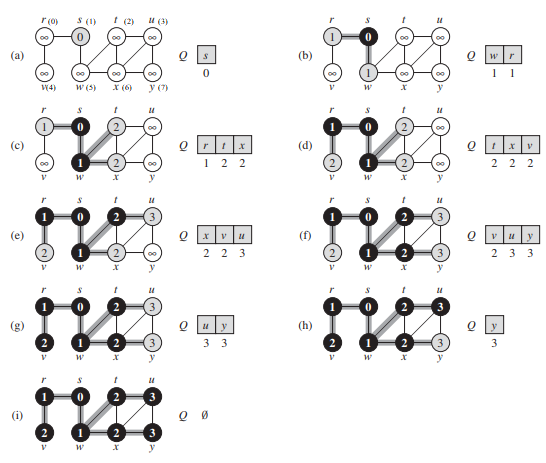 r (0) s (1) t (2) u (3)
∞ 0 ∞ ∞
(a) Q s
∞ ∞ ∞ ∞ 0
v(4) w (5) x (6) y (7)
r s t u
1 0 ∞ ∞
(b) Q w r
∞ 1 ∞ ∞ 1 1
v w x y
r s t u
1 0 2 ∞
(c) Q r t x
∞ 1 2 ∞ 1 2 2
v w x y
r s t u
1 0 2 ∞
(d) Q t x v
2 1 2 ∞ 2 2 2
v w x y
r s t u
1 0 2 3
(e) Q x v u
2 1 2 ∞ 2 2 3
v w x y
r s t u
1 0 2 3
(f) Q v u y
2 1 2 3 2 3 3
v w x y
r s t u
1 0 2 3
(g) Q u y
2 1 2 3 3 3
v w x y
r s t u
1 0 2 3
(h) Q y
2 1 2 3 3
v w x y
r s t u
1 0 2 3
(i) Q ∅
2 1 2 3
v w x y